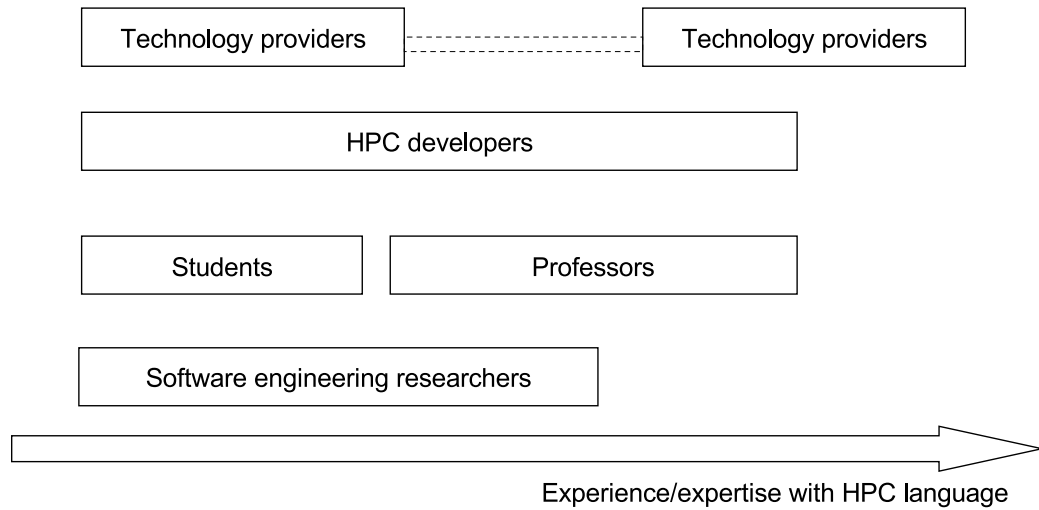 Technology providers
Technology providers
HPC developers
Students
Professors
Software engineering researchers
Experience/expertise with HPC language